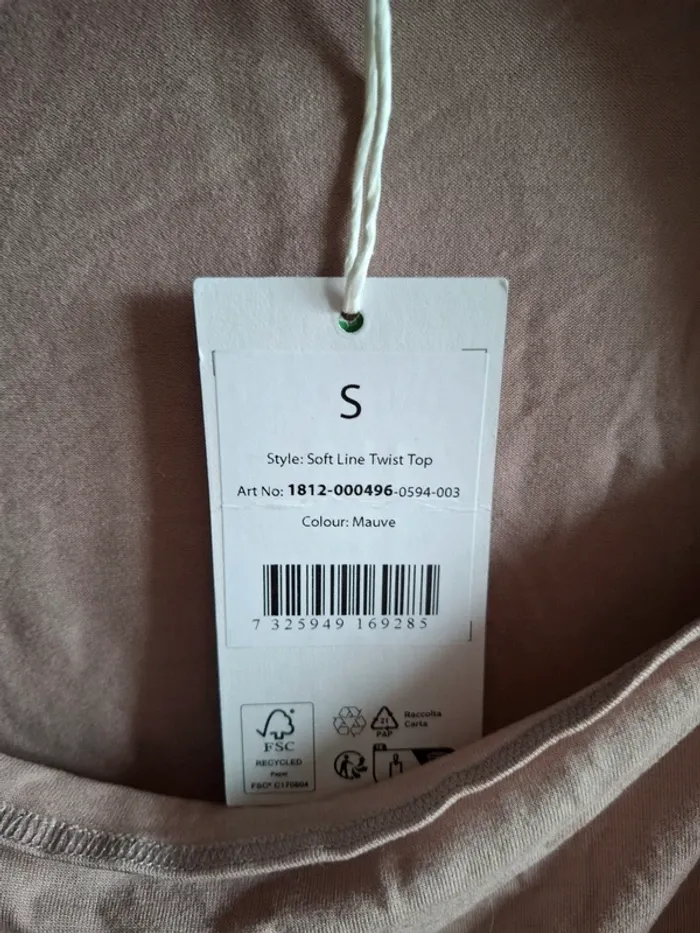 S
Style: Soft Line Twist Top
Art No: 1812-000496-0594-003
Colour: Mauve
7 325949 169285
FSC
RECYCLED
Paper
FSC® C170604
21
PAP
Raccolta
Carta